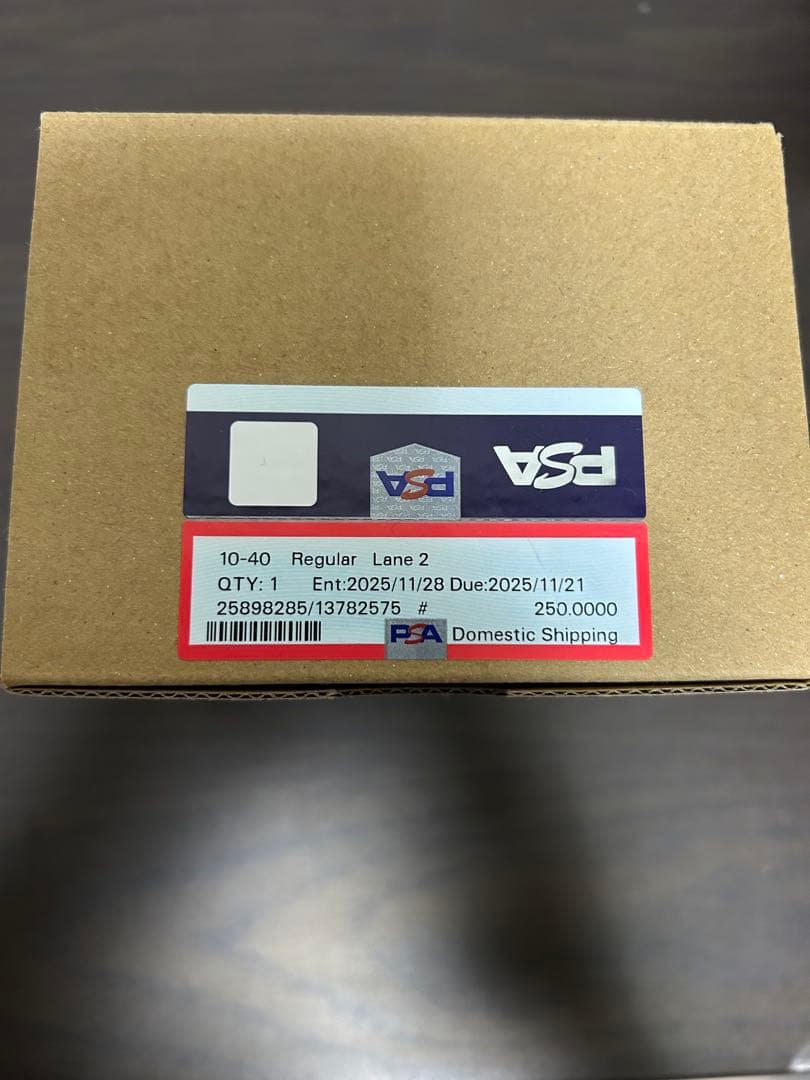 PSA
PSA
10-40 Regular Lane 2
QTY: 1 Ent:2025/11/28 Due:2025/11/21
25898285/13782575 # 250.0000
PSA Domestic Shipping